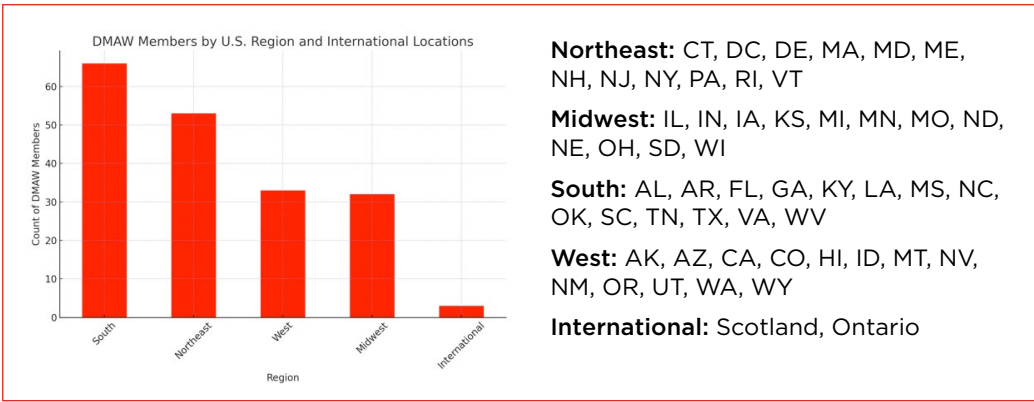 DMAW Members by U.S. Region and International Locations
60
50
40
30
20
10
0
Count of DMAW Members
South
Northeast
West
Midwest
International
Region
Northeast: CT, DC, DE, MA, MD, ME,
NH, NJ, NY, PA, RI, VT
Midwest: IL, IN, IA, KS, MI, MN, MO, ND,
NE, OH, SD, WI
South: AL, AR, FL, GA, KY, LA, MS, NC,
OK, SC, TN, TX, VA, WV
West: AK, AZ, CA, CO, HI, ID, MT, NV,
NM, OR, UT, WA, WY
International: Scotland, Ontario